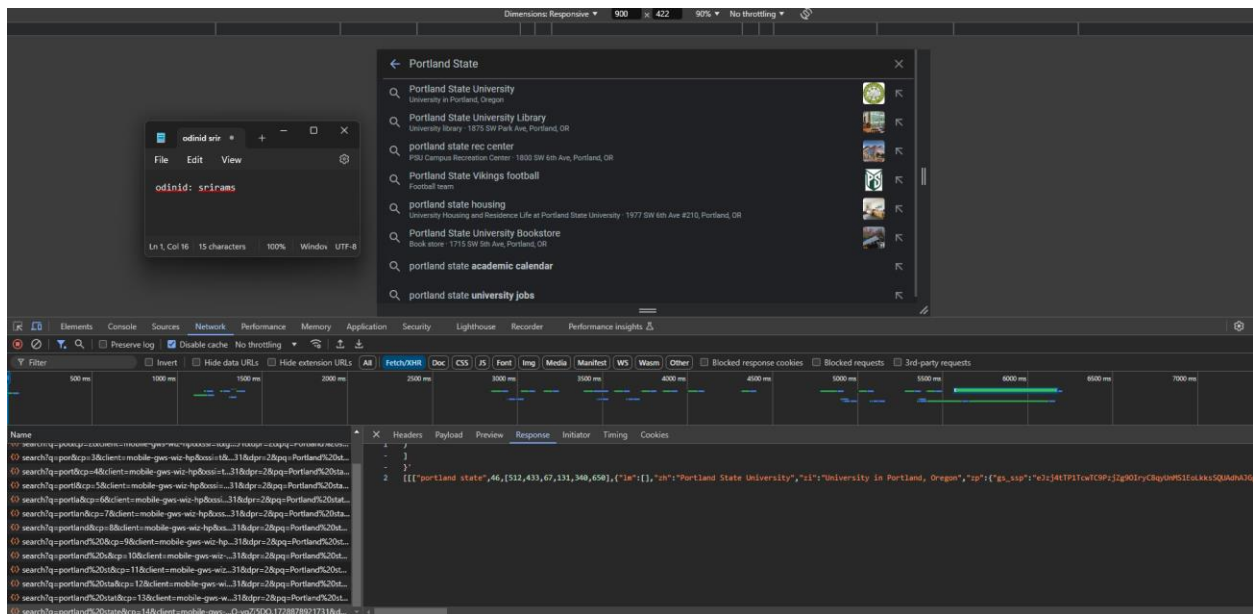 Dimensions: Responsive ▼ 900 × 422 90% ▼ No throttling ▼
Portland State
Portland State University
University in Portland, Oregon
Portland State University Library
University library · 1875 SW Park Ave, Portland, OR
portland state rec center
PSU Campus Recreation Center · 1800 SW 6th Ave, Portland, OR
Portland State Vikings football
Football team
portland state housing
University Housing and Residence Life at Portland State University · 1977 SW 6th Ave #210, Portland, OR
Portland State University Bookstore
Book store · 1715 SW 5th Ave, Portland, OR
portland state academic calendar
portland state university jobs
odinid srir
File Edit View
odinid: srirams
Ln 1, Col 16 15 characters 100% Window UTF-8
Elements Console Sources Network Performance Memory Application Security Lighthouse Recorder Performance insights
Preserve log Disable cache No throttling
Filter Invert Hide data URLs Hide extension URLs All Fetch/XHR Doc CSS JS Font Img Media Manifest WS Wasm Other Blocked response cookies Blocked requests 3rd-party requests
500 ms 1000 ms 1500 ms 2000 ms 2500 ms 3000 ms 3500 ms 4000 ms 4500 ms 5000 ms 5500 ms 6000 ms 6500 ms 7000 ms
Name
Headers Payload Preview Response Initiator Timing Cookies
search?q=por&cp=3&client=mobile-gws-wiz-hp&xssi=t&...31&dpr=2&pq=Portland%20st...
search?q=port&cp=4&client=mobile-gws-wiz-hp&xssi=t...31&dpr=2&pq=Portland%20sta...
search?q=portl&cp=5&client=mobile-gws-wiz-hp&xssi=...31&dpr=2&pq=Portland%20sta...
search?q=portla&cp=6&client=mobile-gws-wiz-hp&xssi...31&dpr=2&pq=Portland%20stat...
search?q=portlan&cp=7&client=mobile-gws-wiz-hp&xss...31&dpr=2&pq=Portland%20sta...
search?q=portland&cp=8&client=mobile-gws-wiz-hp&xs...31&dpr=2&pq=Portland%20st...
search?q=portland%20&cp=9&client=mobile-gws-wiz-hp...31&dpr=2&pq=Portland%20st...
search?q=portland%20s&cp=10&client=mobile-gws-wiz-...31&dpr=2&pq=Portland%20st...
search?q=portland%20st&cp=11&client=mobile-gws-wiz...31&dpr=2&pq=Portland%20st...
search?q=portland%20sta&cp=12&client=mobile-gws-wi...31&dpr=2&pq=Portland%20st...
search?q=portland%20stat&cp=13&client=mobile-gws-w...31&dpr=2&pq=Portland%20st...
]
}'
2 [[["portland state",46,[512,433,67,131,340,650],{"lm":[],"zh":"Portland State University","zi":"University in Portland, Oregon","zp":{"gs_ssp":